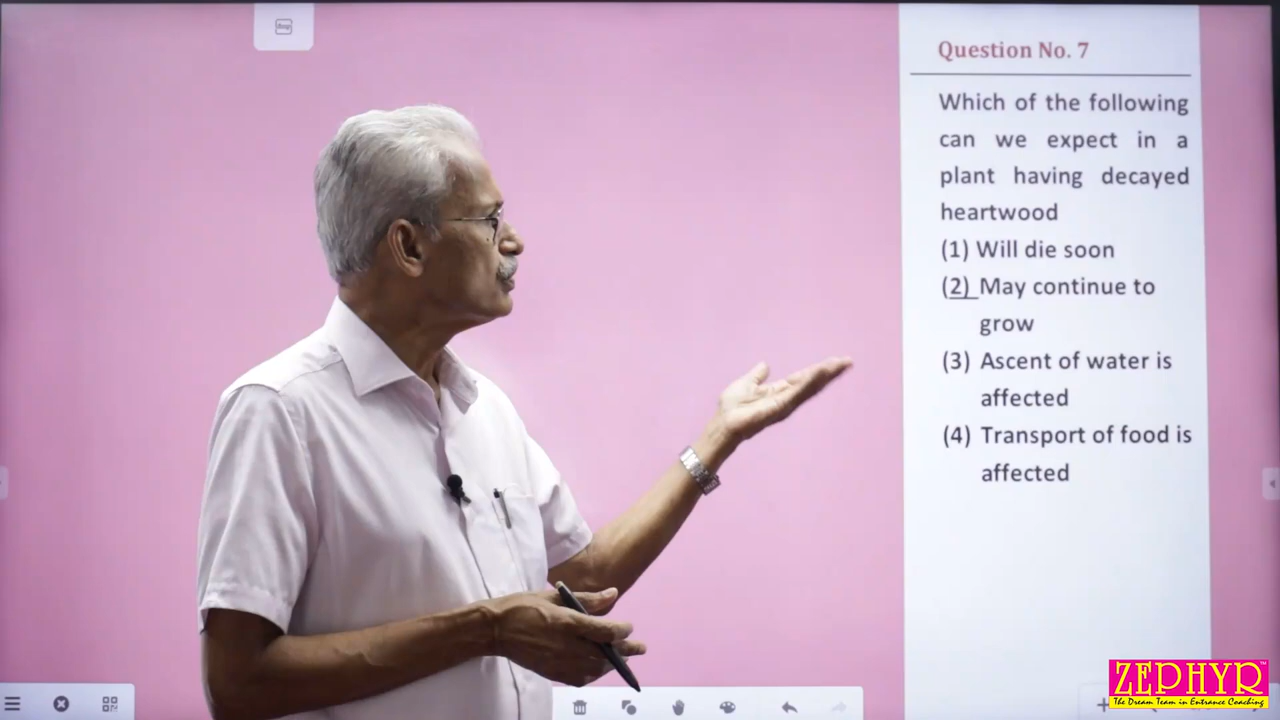 Question No. 7
Which of the following
can we expect in a
plant having decayed
heartwood
(1) Will die soon
(2) May continue to
grow
(3) Ascent of water is
affected
(4) Transport of food is
affected
ZEPHYR™
The Dream Team in Entrance Coaching